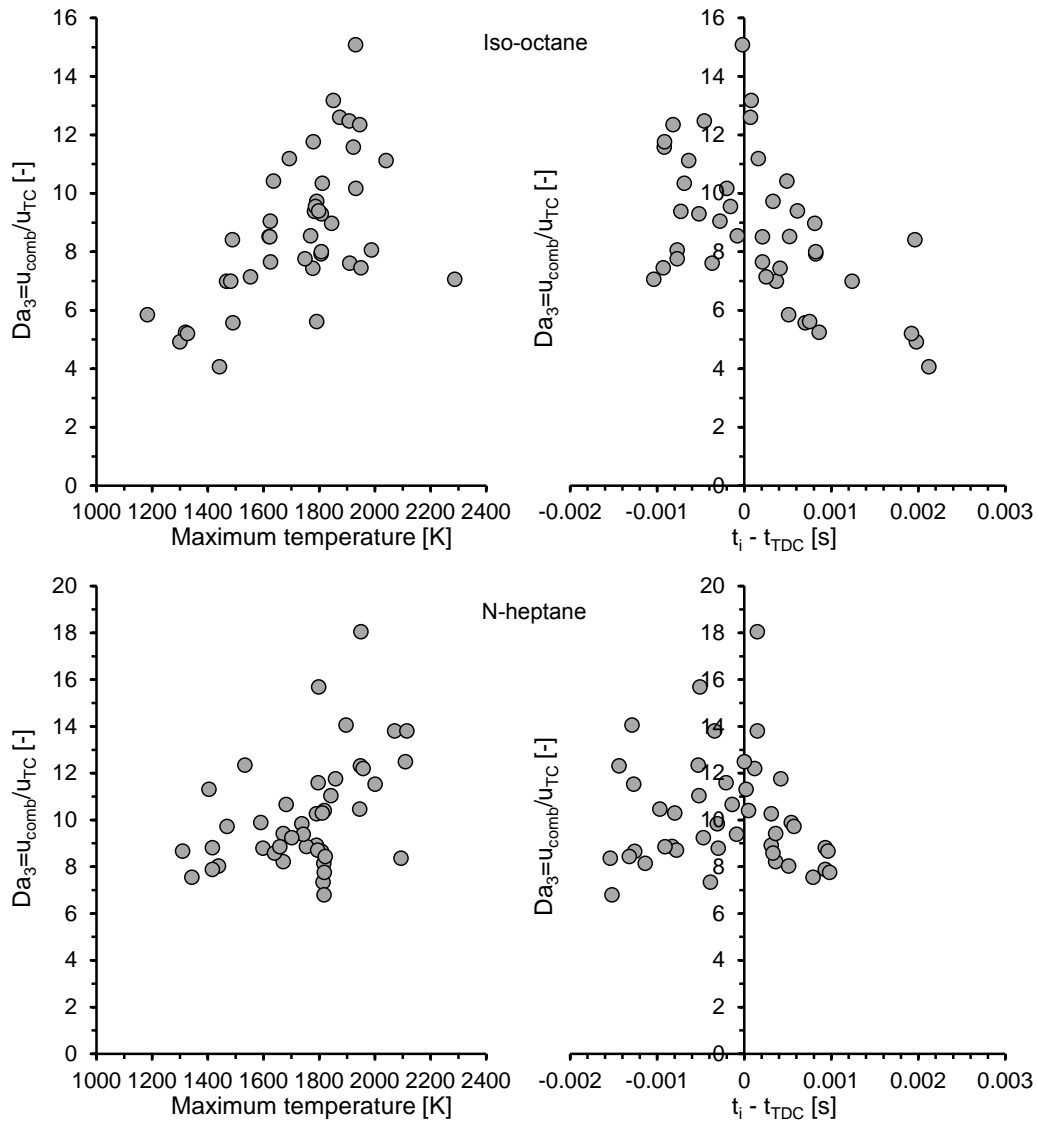 Iso-octane
Da3=ucomb/uTC [-]
16
14
12
10
8
6
4
2
0
1000 1200 1400 1600 1800 2000 2200 2400
Maximum temperature [K]
Da3=ucomb/uTC [-]
16
14
12
10
8
6
4
2
0
-0.002 -0.001 0 0.001 0.002 0.003
ti - tTDC [s]
N-heptane
Da3=ucomb/uTC [-]
20
18
16
14
12
10
8
6
4
2
0
1000 1200 1400 1600 1800 2000 2200 2400
Maximum temperature [K]
Da3=ucomb/uTC [-]
20
18
16
14
12
10
8
6
4
2
0
-0.002 -0.001 0 0.001 0.002 0.003
ti - tTDC [s]